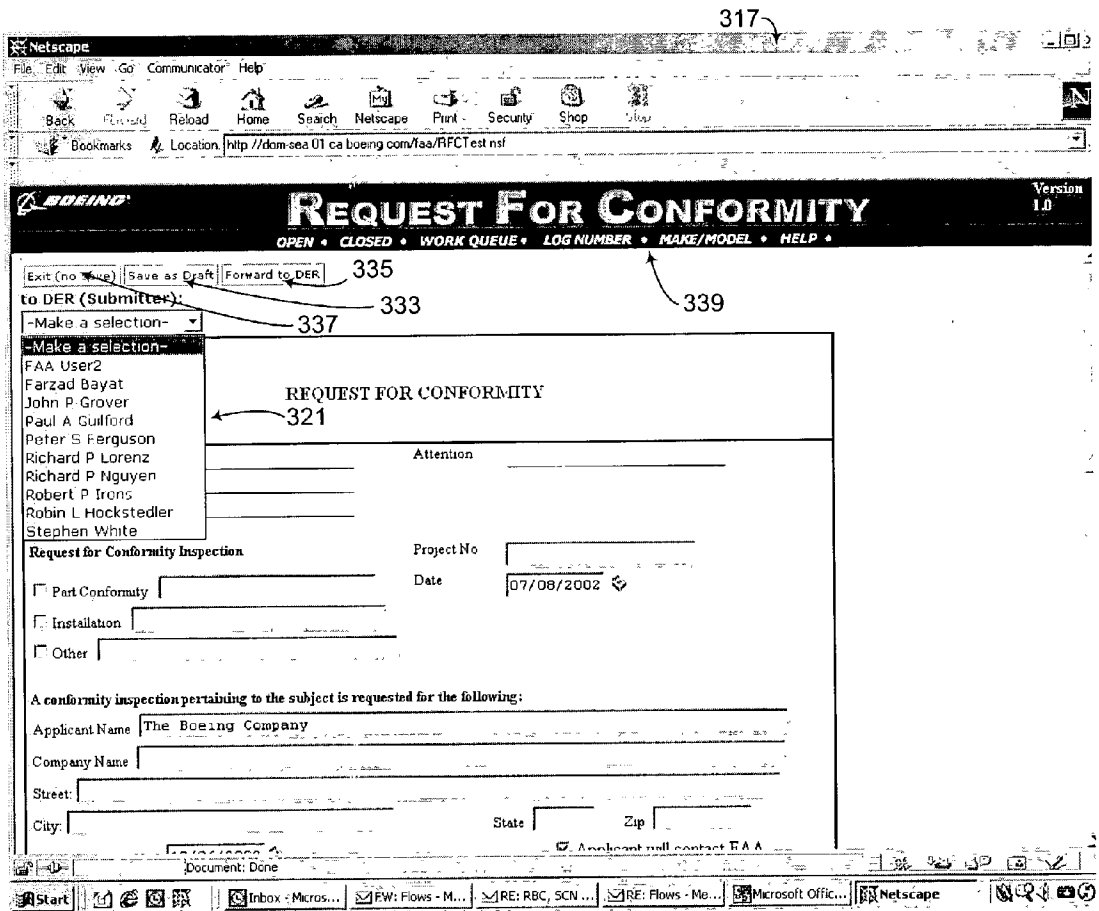 317
Netscape
File Edit View Go Communicator Help
Back Forward Reload Home Search Netscape Print Security Shop Stop
Bookmarks Location: http://dom-sea 01 ca boeing com/faa/RFCTest nsf
BOEING
REQUEST FOR CONFORMITY
Version 1.0
OPEN • CLOSED • WORK QUEUE • LOG NUMBER • MAKE/MODEL • HELP •
Exit (no save) Save as Draft Forward to DER 335
to DER (Submitter): 333 339
-Make a selection- 337
-Make a selection-
FAA User2
Farzad Bayat
REQUEST FOR CONFORMITY
John P Grover
Paul A Guilford 321
Peter S Ferguson
Richard P Lorenz Attention
Richard P Nguyen
Robert P Irons
Robin L Hockstedler
Stephen White
Request for Conformity Inspection Project No
Part Conformity Date 07/08/2002
Installation
Other
A conformity inspection pertaining to the subject is requested for the following:
Applicant Name The Boeing Company
Company Name
Street:
City: State Zip
Applicant will contact FAA
Document: Done
Start Inbox - Micros... FW: Flows - M... RE: RBC, SCN ... RE: Flows - Me... Microsoft Offic... Netscape